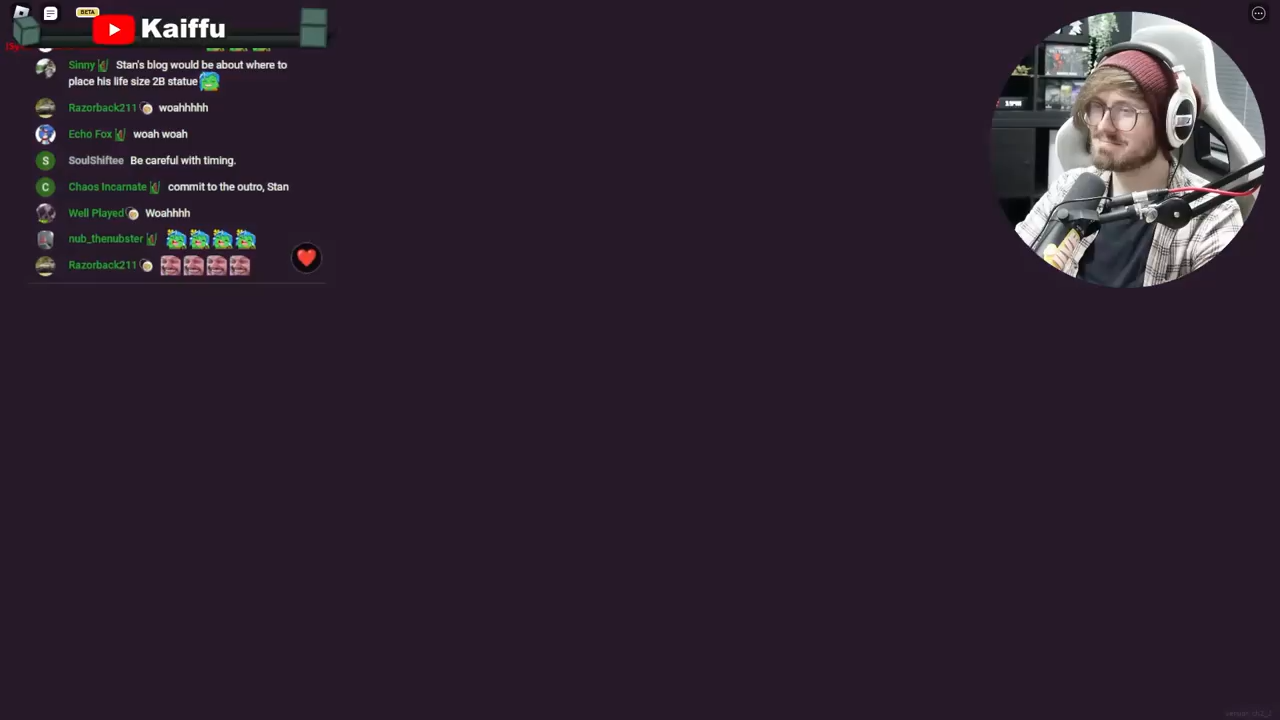 BETA
Kaiffu
Sinny Stan's blog would be about where to
place his life size 2B statue
Razorback211 woahhhhh
Echo Fox woah woah
S SoulShiftee Be careful with timing.
C Chaos Incarnate commit to the outro, Stan
Well Played Woahhhh
nub_thenubster
Razorback211